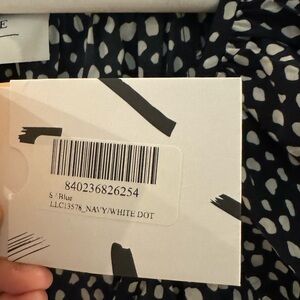 840236826254
S / Blue
LLC13578_NAVY/WHITE DOT